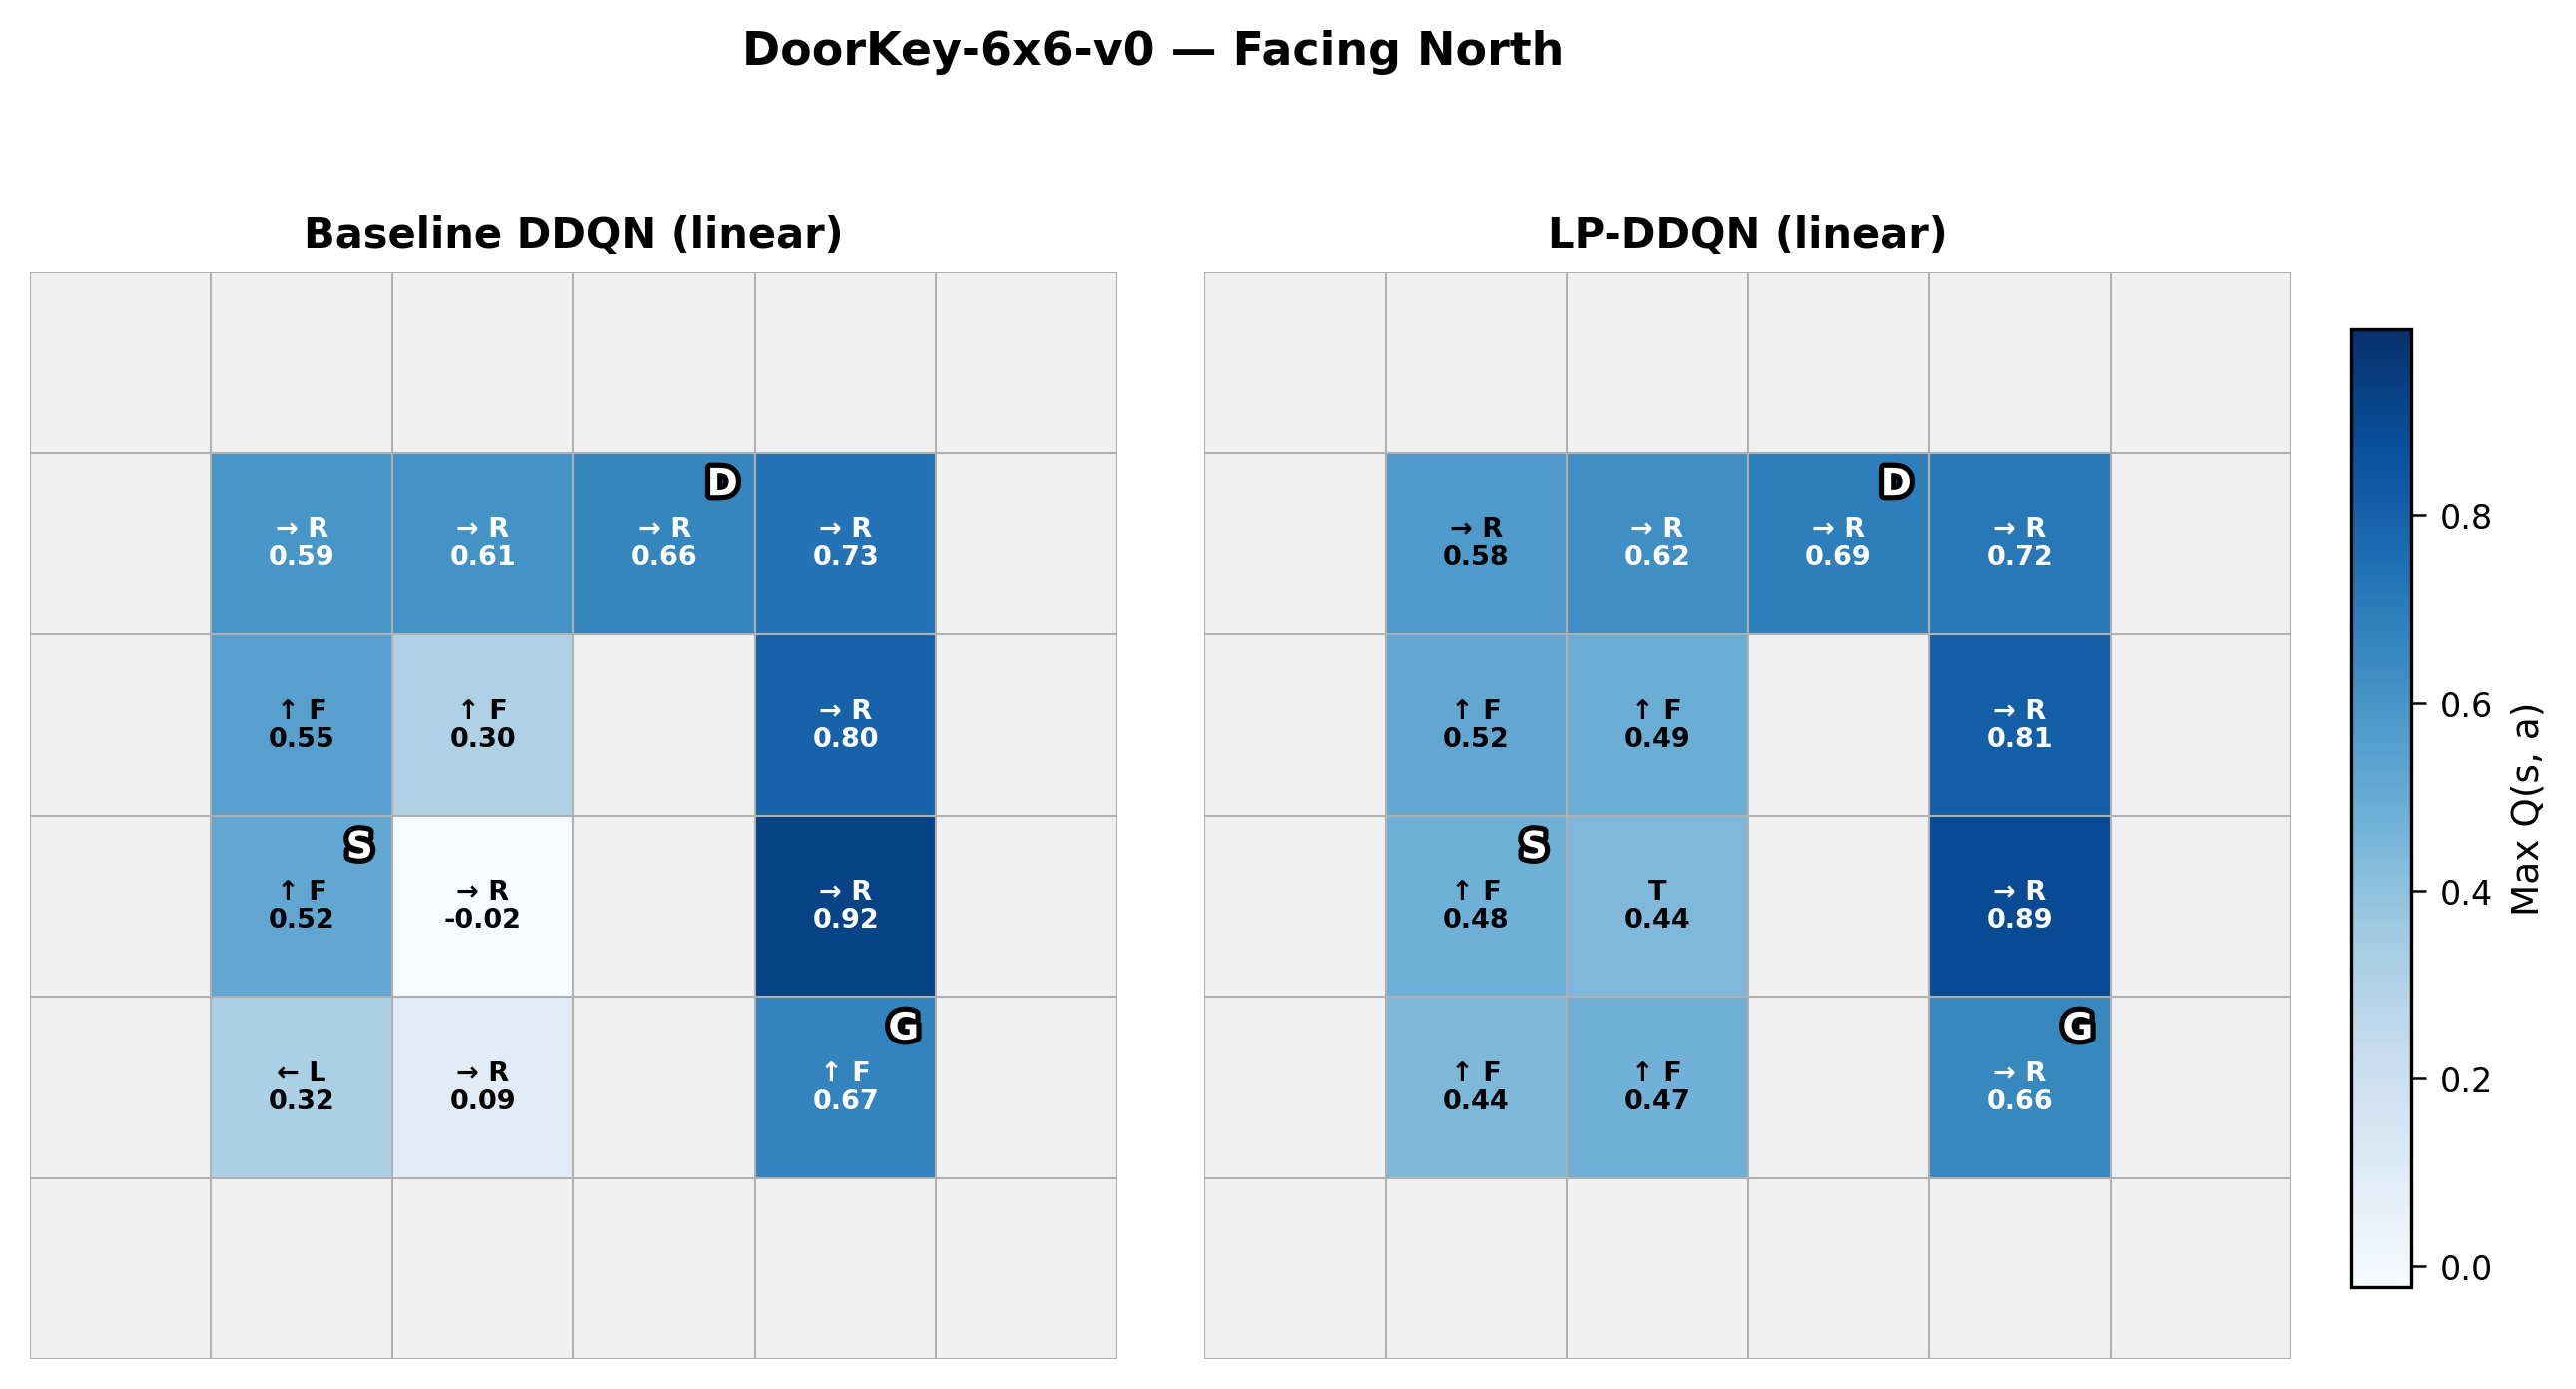 DoorKey-6x6-v0 — Facing North
Baseline DDQN (linear)
D
→ R
0.59
→ R
0.61
→ R
0.66
→ R
0.73
↑ F
0.55
↑ F
0.30
→ R
0.80
S
↑ F
0.52
→ R
-0.02
→ R
0.92
G
← L
0.32
→ R
0.09
↑ F
0.67
LP-DDQN (linear)
D
→ R
0.58
→ R
0.62
→ R
0.69
→ R
0.72
↑ F
0.52
↑ F
0.49
→ R
0.81
S
↑ F
0.48
T
0.44
→ R
0.89
G
↑ F
0.44
↑ F
0.47
→ R
0.66
0.8
0.6
0.4
0.2
0.0
Max Q(s, a)